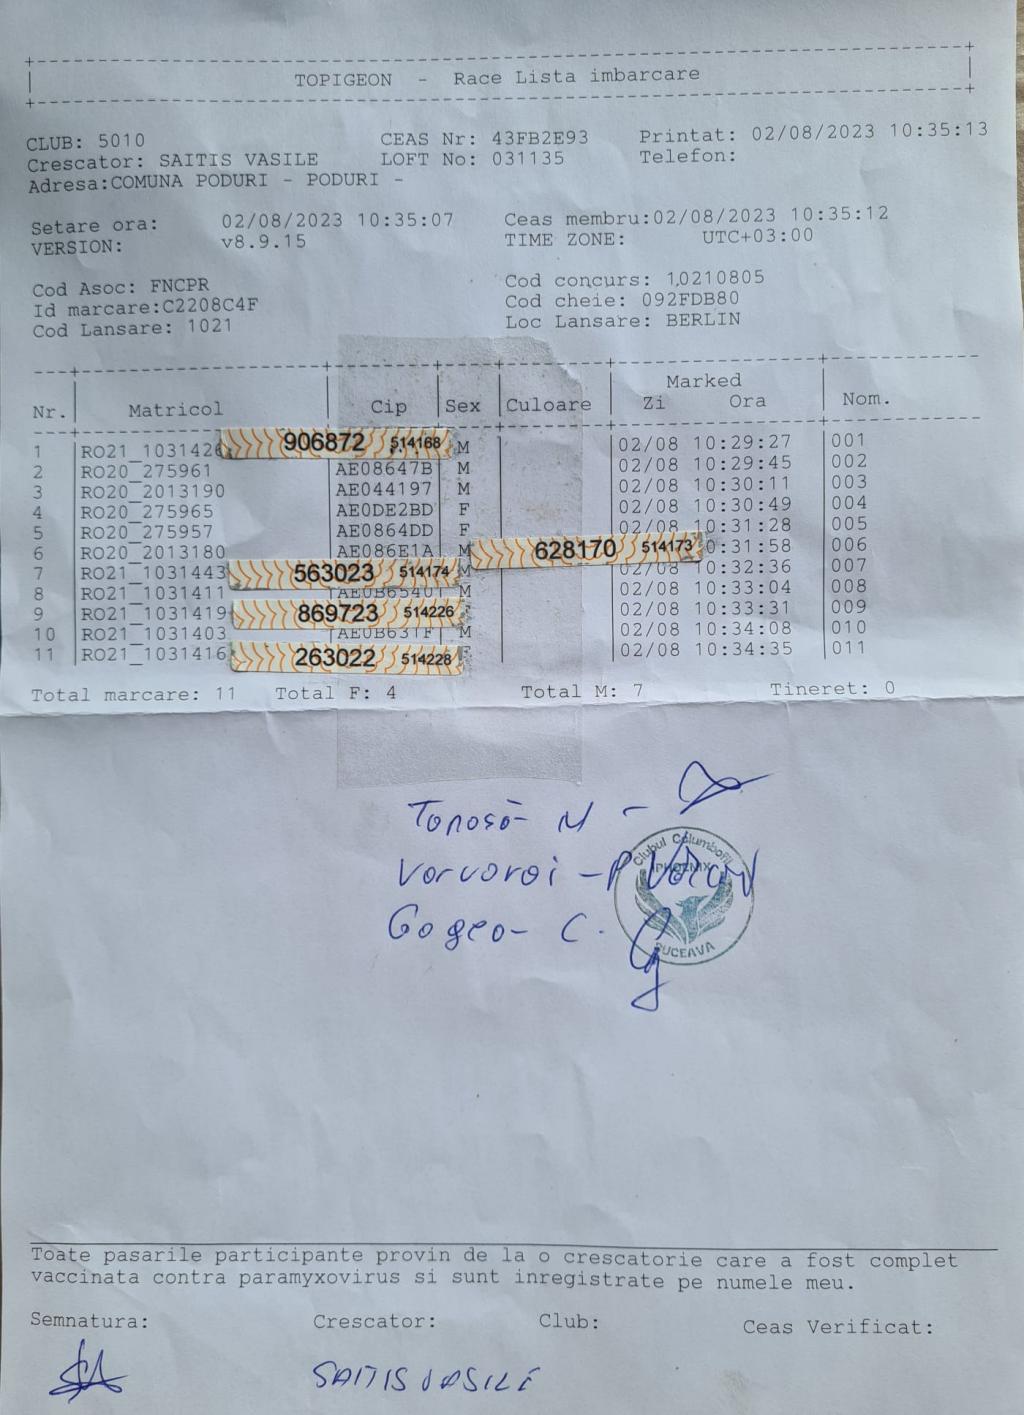 TOPIGEON - Race Lista imbarcare
CLUB: 5010 CEAS Nr: 43FB2E93 Printat: 02/08/2023 10:35:13
Crescator: SAITIS VASILE LOFT No: 031135 Telefon:
Adresa:COMUNA PODURI - PODURI -
Setare ora: 02/08/2023 10:35:07 Ceas membru:02/08/2023 10:35:12
VERSION: v8.9.15 TIME ZONE: UTC+03:00
Cod Asoc: FNCPR Cod concurs: 10210805
Id marcare:C2208C4F Cod cheie: 092FDB80
Cod Lansare: 1021 Loc Lansare: BERLIN
Marked
Nr. Matricol Cip Sex Culoare Zi Ora Nom.
1 RO21_1031426 906872 514168 M 02/08 10:29:27 001
2 RO20_275961 AE08647B M 02/08 10:29:45 002
3 RO20_2013190 AE044197 M 02/08 10:30:11 003
4 RO20_275965 AE0DE2BD F 02/08 10:30:49 004
5 RO20_275957 AE0864DD F 02/08 10:31:28 005
6 RO20_2013180 AE086E1A M 628170 514173 0:31:58 006
7 RO21_1031443 563023 514174 M 02/08 10:32:36 007
8 RO21_1031411 AE0B6540 M 02/08 10:33:04 008
9 RO21_1031419 869723 514226 F 02/08 10:33:31 009
10 RO21_1031403 AE0B631F M 02/08 10:34:08 010
11 RO21_1031416 263022 514228 F 02/08 10:34:35 011
Total marcare: 11 Total F: 4 Total M: 7 Tineret: 0
M -
P
C.
Clubul Columbofil
PHOENIX
SUCEAVA
Toate pasarile participante provin de la o crescatorie care a fost complet
vaccinata contra paramyxovirus si sunt inregistrate pe numele meu.
Semnatura: Crescator: Club: Ceas Verificat:
SAITIS VASILE